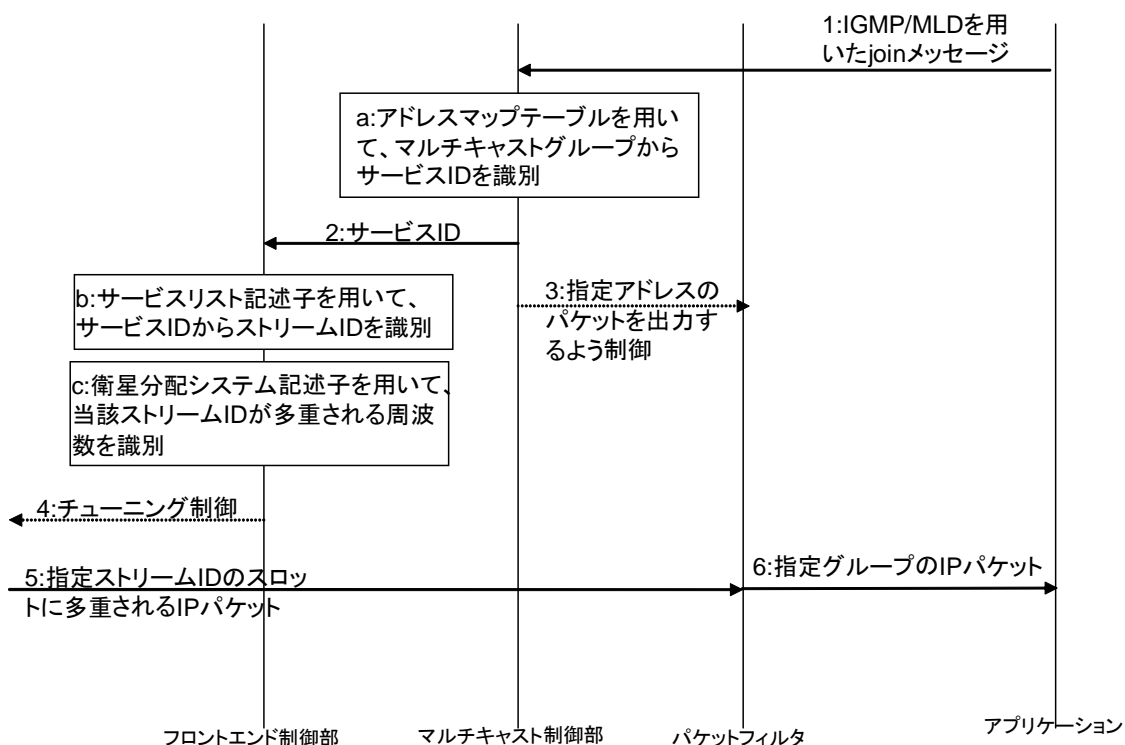 1:IGMP/MLDを用
いたjoinメッセージ
a:アドレスマップテーブルを用い
て、マルチキャストグループから
サービスIDを識別
2:サービスID
b:サービスリスト記述子を用いて、
サービスIDからストリームIDを識別
3:指定アドレスの
パケットを出力す
るよう制御
c:衛星分配システム記述子を用いて、
当該ストリームIDが多重される周波
数を識別
4:チューニング制御
5:指定ストリームIDのスロッ
トに多重されるIPパケット
6:指定グループのIPパケット
フロントエンド制御部
マルチキャスト制御部
パケットフィルタ
アプリケーション